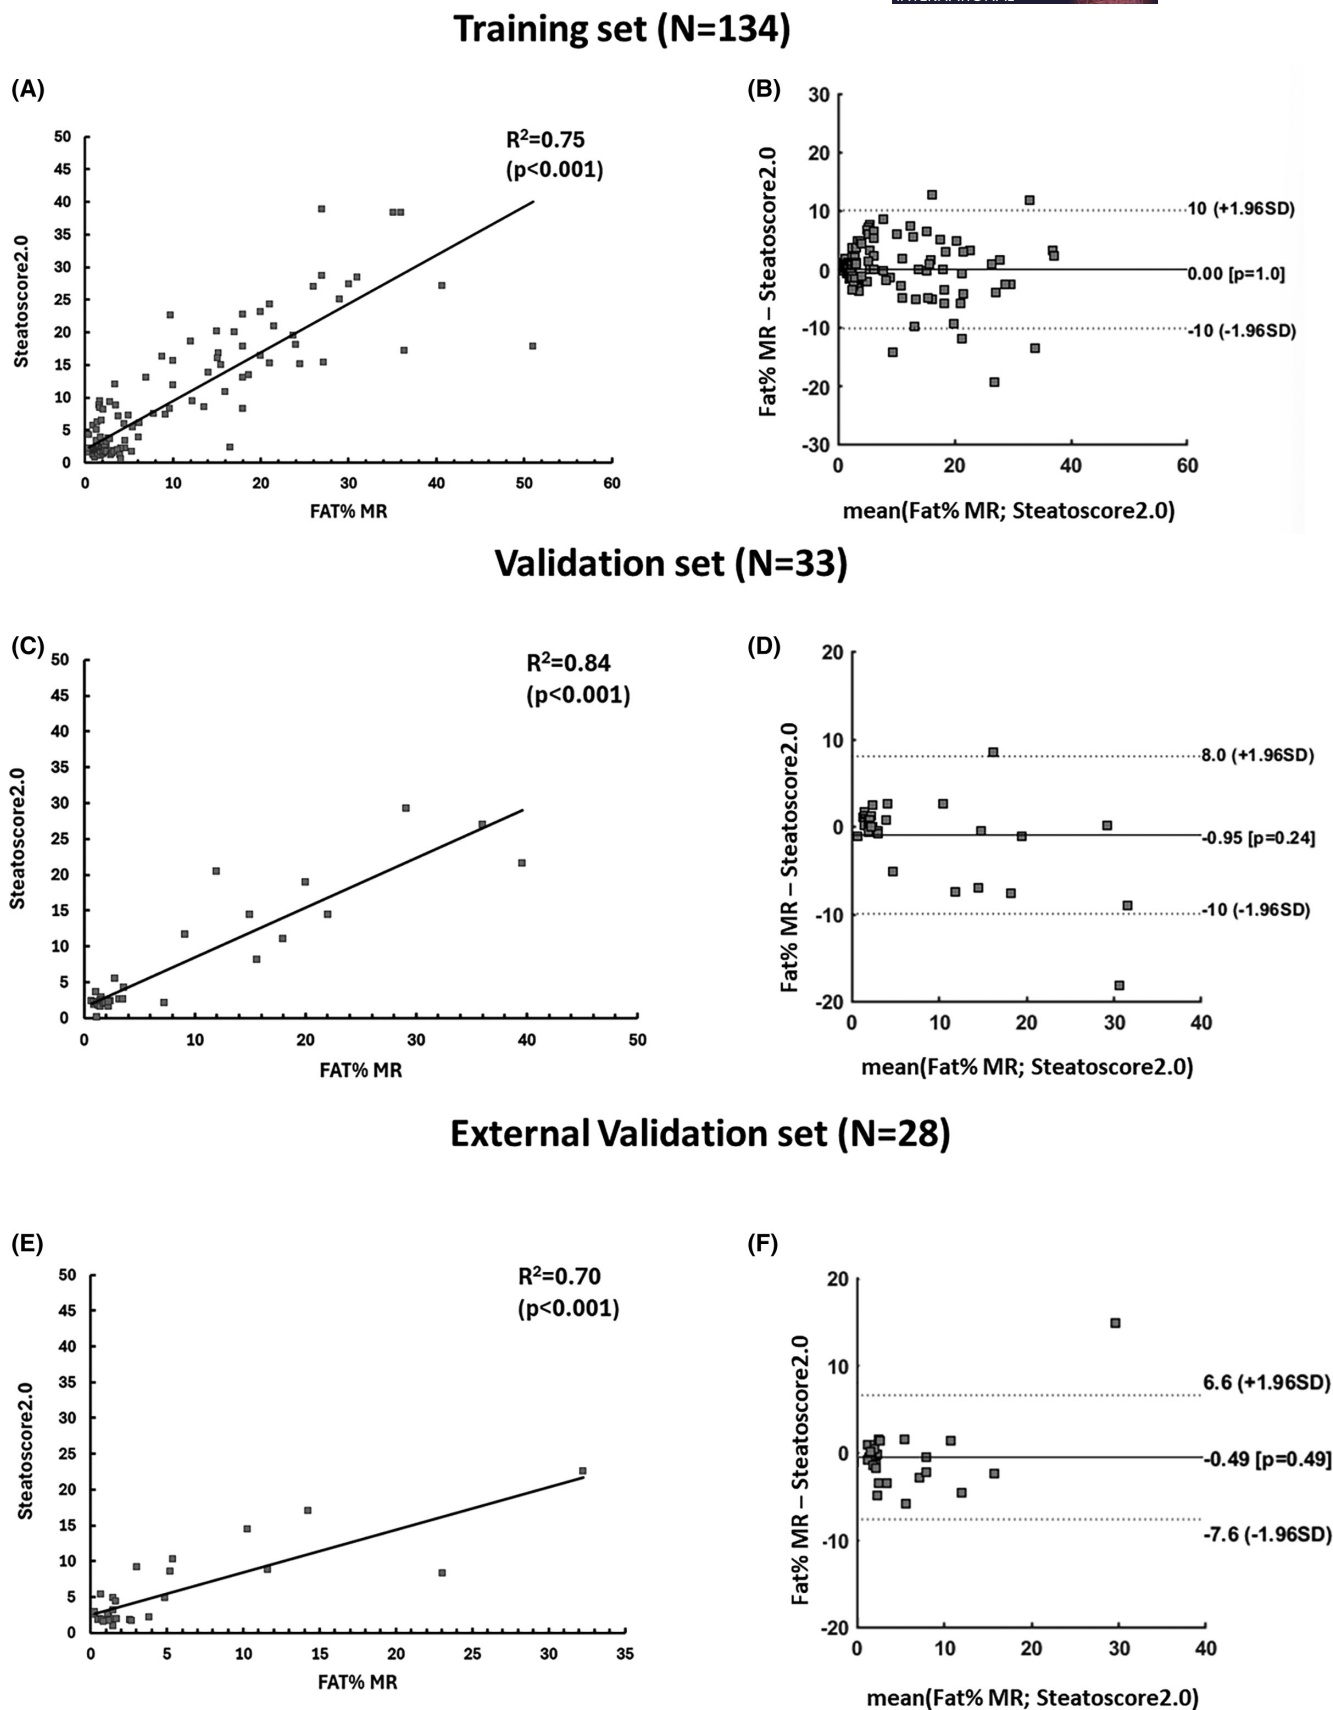 Training set (N=134)
(A)
R²=0.75
(p<0.001)
50
45
40
35
30
25
20
15
10
5
0
Steatoscore2.0
0 10 20 30 40 50 60
FAT% MR
(B)
30
20
10
0
-10
-20
-30
Fat% MR – Steatoscore2.0
10 (+1.96SD)
0.00 [p=1.0]
-10 (-1.96SD)
0 20 40 60
mean(Fat% MR; Steatoscore2.0)
Validation set (N=33)
(C)
R²=0.84
(p<0.001)
50
45
40
35
30
25
20
15
10
5
0
Steatoscore2.0
0 10 20 30 40 50
FAT% MR
(D)
20
10
0
-10
-20
Fat% MR – Steatoscore2.0
8.0 (+1.96SD)
-0.95 [p=0.24]
-10 (-1.96SD)
0 10 20 30 40
mean(Fat% MR; Steatoscore2.0)
External Validation set (N=28)
(E)
R²=0.70
(p<0.001)
50
45
40
35
30
25
20
15
10
5
0
Steatoscore2.0
0 5 10 15 20 25 30 35
FAT% MR
(F)
20
10
0
-10
-20
Fat% MR – Steatoscore2.0
6.6 (+1.96SD)
-0.49 [p=0.49]
-7.6 (-1.96SD)
0 10 20 30 40
mean(Fat% MR; Steatoscore2.0)